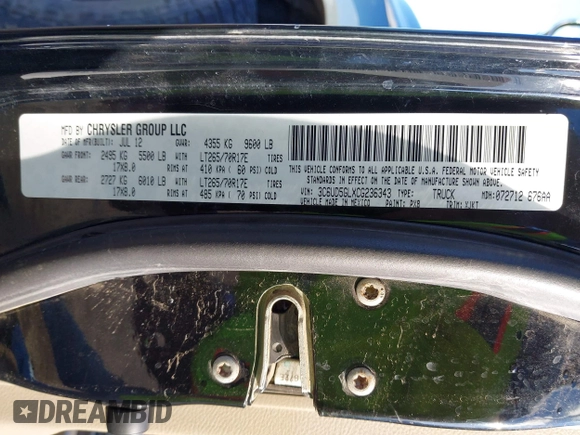 MFD BY CHRYSLER GROUP LLC
DATE OF MFR(BUILT): JUL 12 GVWR: 4355 KG 9600 LB
GAWR FRONT: 2495 KG 5500 LB WITH LT265/70R17E TIRES
17X8.0 RIMS AT 410 KPA ( 60 PSI) COLD
GAWR REAR: 2727 KG 6010 LB WITH LT265/70R17E TIRES
17X8.0 RIMS AT 485 KPA ( 70 PSI) COLD
THIS VEHICLE CONFORMS TO ALL APPLICABLE U.S.A. FEDERAL MOTOR VEHICLE SAFETY
STANDARDS IN EFFECT ON THE DATE OF MANUFACTURE SHOWN ABOVE
VIN: 3C6UD5GLXCG236343 TYPE: TRUCK MDH:072712 676AA
VEHICLE MADE IN MEXICO PAINT: PX8 TRIM: XJK1
DREAMBID